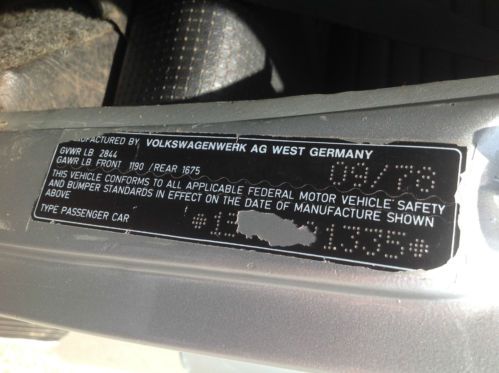 UFACTURED BY VOLKSWAGENWERK AG WEST GERMANY
GVWR LB 2844
09/78
GAWR LB FRONT 1190 /REAR 1675
THIS VEHICLE CONFORMS TO ALL APPLICABLE FEDERAL MOTOR VEHICLE SAFETY
AND BUMPER STANDARDS IN EFFECT ON THE DATE OF MANUFACTURE SHOWN
ABOVE
TYPE PASSENGER CAR
*1 1335*